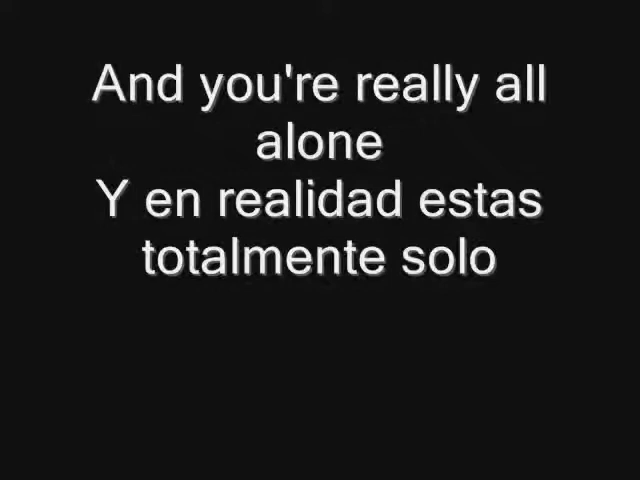 And you're really all
alone
Y en realidad estas
totalmente solo